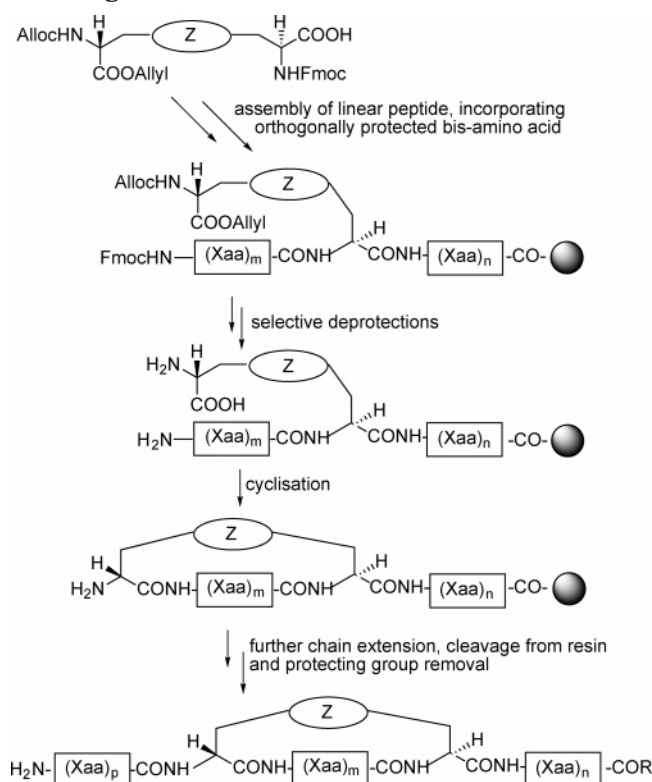 AllocHN H Z COOH
COOAllyl NHFmoc
assembly of linear peptide, incorporating
orthogonally protected bis-amino acid
AllocHN H Z
COOAllyl H
FmocHN (Xaa)m -CONH CONH (Xaa)n -CO-
selective deprotections
H2N H Z
COOH H
H2N (Xaa)m -CONH CONH (Xaa)n -CO-
cyclisation
Z
H H
H2N CONH (Xaa)m CONH CONH (Xaa)n -CO-
further chain extension, cleavage from resin
and protecting group removal
Z
H H
H2N- (Xaa)p -CONH CONH (Xaa)m CONH CONH (Xaa)n -COR